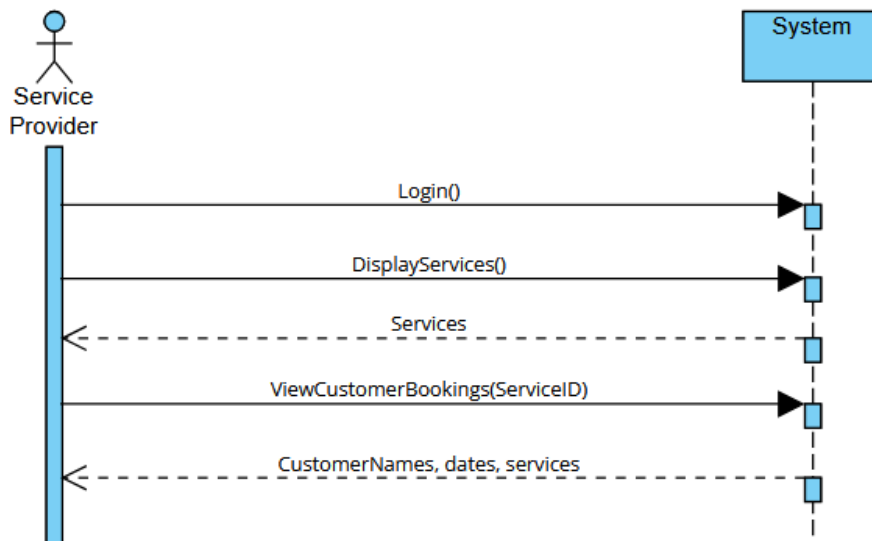 System
Service
Provider
Login()
DisplayServices()
Services
ViewCustomerBookings(ServiceID)
CustomerNames, dates, services